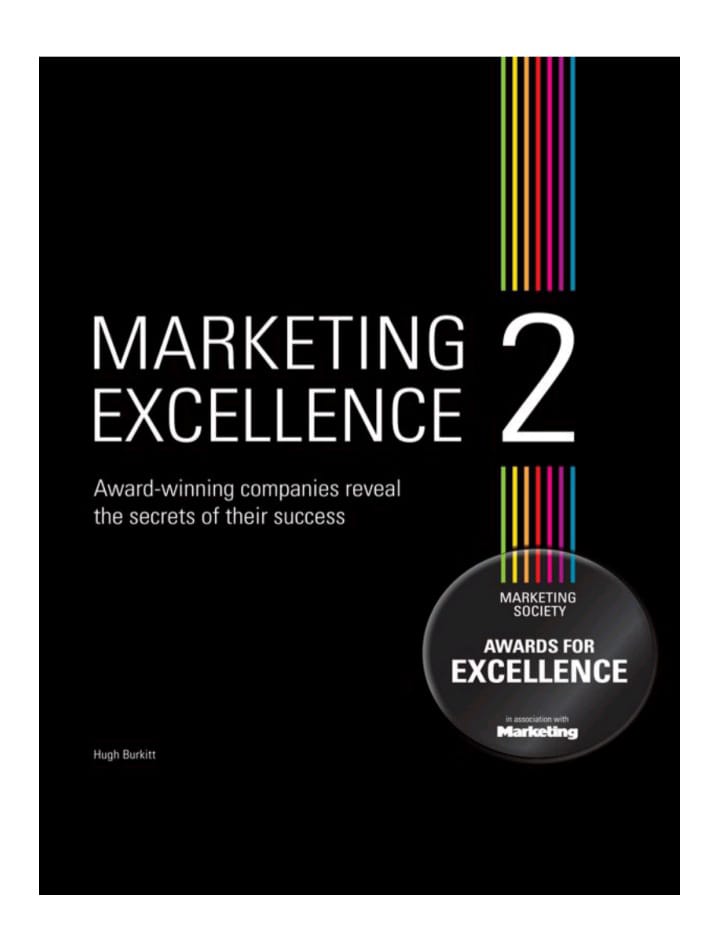 MARKETING
EXCELLENCE
2
Award-winning companies reveal
the secrets of their success
MARKETING
SOCIETY
AWARDS FOR
EXCELLENCE
in association with
Marketing
Hugh Burkitt